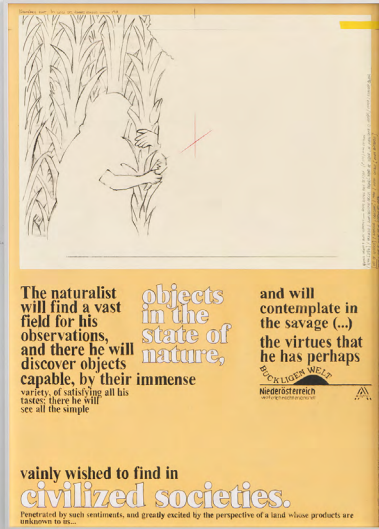 The naturalist
will find a vast
field for his
observations,
and there he will
discover objects
capable, by their immense
variety, of satisfying all his
tastes; there he will
see all the simple
objects
in the
state of
nature,
and will
contemplate in
the savage (...)
the virtues that
he has perhaps
BUCKLIGEN WELT
Niederösterreich
vainly wished to find in
civilized societies.
Penetrated by such sentiments, and greatly excited by the perspective of a land whose products are
unknown to us...